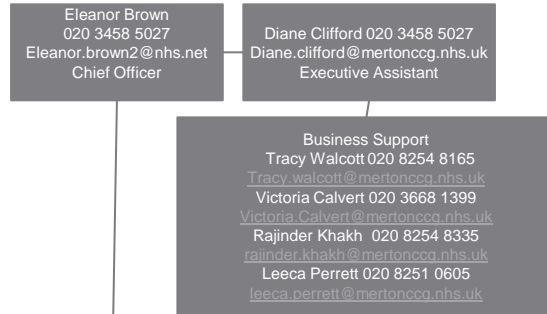 Eleanor Brown
020 3458 5027
Eleanor.brown2@nhs.net
Chief Officer
Diane Clifford 020 3458 5027
Diane.clifford@mertonccg.nhs.uk
Executive Assistant
Business Support
Tracy Walcott 020 8254 8165
Tracy.walcott@mertonccg.nhs.uk
Victoria Calvert 020 3668 1399
Victoria.Calvert@mertonccg.nhs.uk
Rajinder Khakh 020 8254 8335
rajinder.khakh@mertonccg.nhs.uk
Leeca Perrett 020 8251 0605
leeca.perrett@mertonccg.nhs.uk